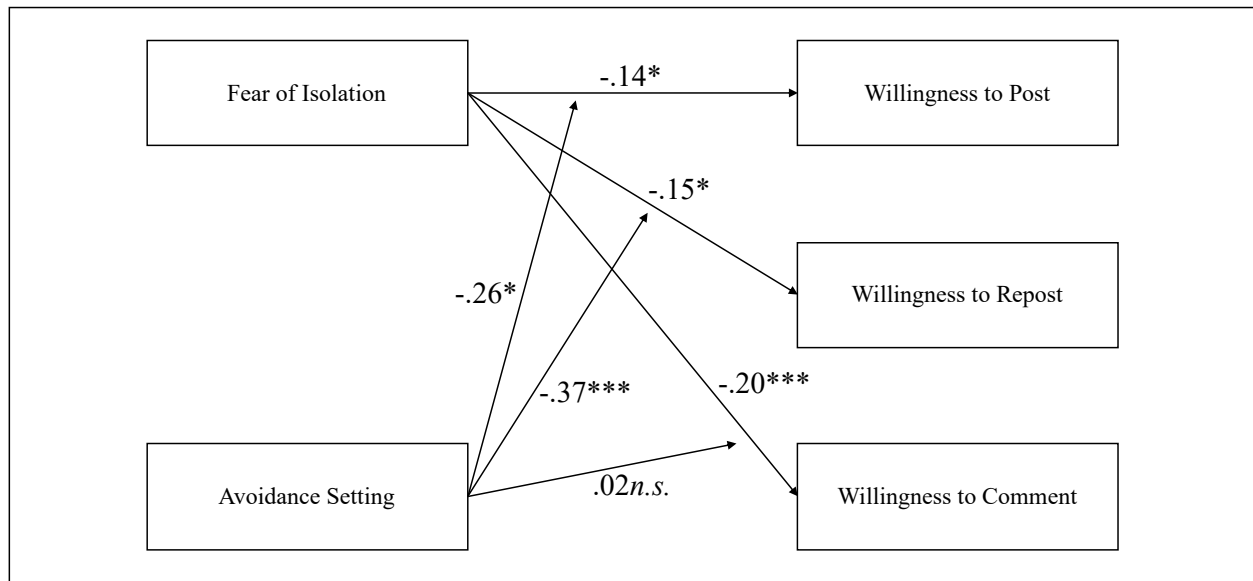 Fear of Isolation
-.14*
Willingness to Post
-.15*
-.26*
Willingness to Repost
-.37***
-.20***
Avoidance Setting
.02n.s.
Willingness to Comment